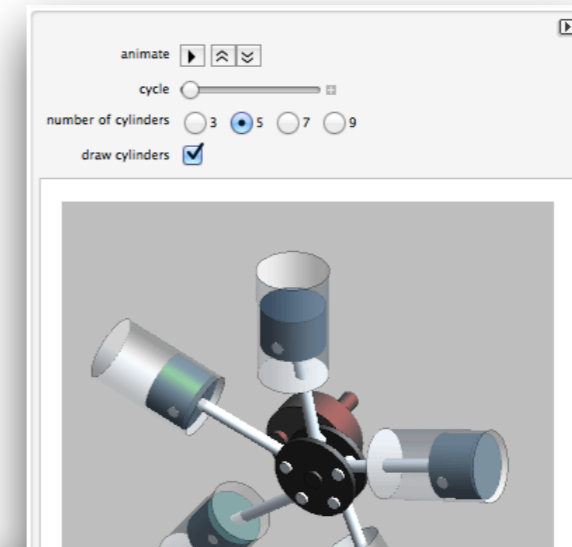 animate
cycle
number of cylinders 3 5 7 9
draw cylinders